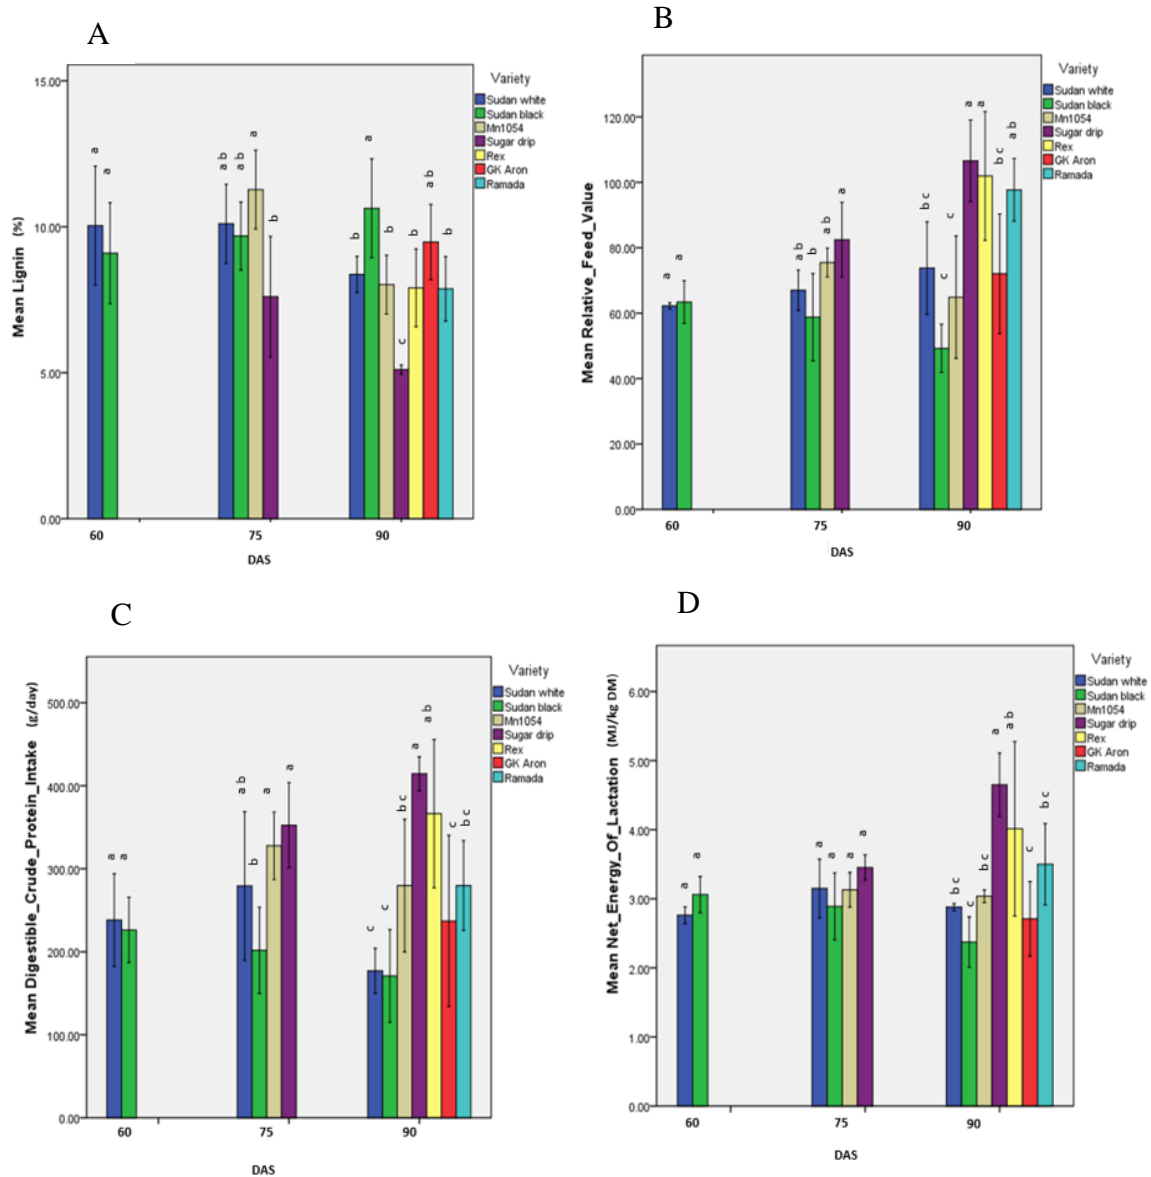 A
15.00
10.00
5.00
0.00
Mean Lignin (%)
a
a
a b
a b
a
b
b
a
b
c
b
a b
b
60
75
90
DAS
Variety
Sudan white
Sudan black
Mn1054
Sugar drip
Rex
GK Aron
Ramada
B
120.00
100.00
80.00
60.00
40.00
20.00
0.00
Mean Relative_Feed_Value
a
a
a b
b
a b
a
b c
c
c
a
a
b c
a b
60
75
90
DAS
Variety
Sudan white
Sudan black
Mn1054
Sugar drip
Rex
GK Aron
Ramada
C
500.00
400.00
300.00
200.00
100.00
0.00
Mean Digestible_Crude_Protein_Intake (g/day)
a
a
a b
b
a
a
c
c
b c
a
a b
c
b c
60
75
90
DAS
Variety
Sudan white
Sudan black
Mn1054
Sugar drip
Rex
GK Aron
Ramada
D
6.00
5.00
4.00
3.00
2.00
1.00
0.00
Mean Net_Energy_Of_Lactation (MJ/kg DM)
a
a
a
a
a
a
b c
c
b c
a
a b
c
b c
60
75
90
DAS
Variety
Sudan white
Sudan black
Mn1054
Sugar drip
Rex
GK Aron
Ramada